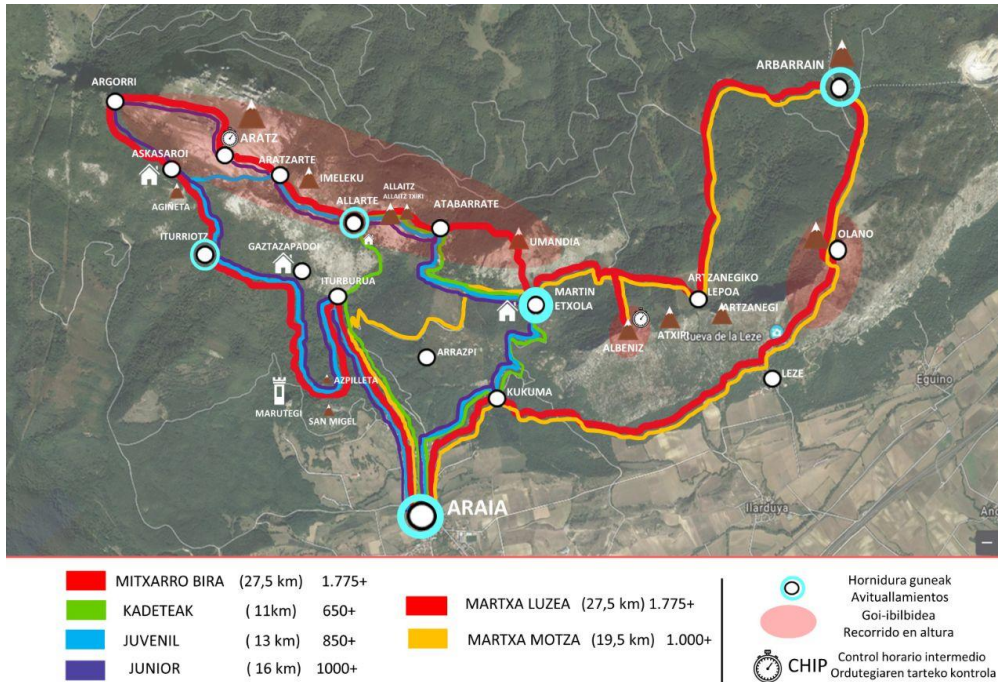 ARBARRAIN
ARGORRI
ARATZ
ASKASAROI
ARATZARTE
IMELEKU
AGIÑETA
ALLARTE
ALLAITZ
ALLAITZ TXIKI
ATABARRATE
UMANDIA
OLANO
ITURRIOTZ
GAZTAZAPADOI
ITURBURUA
MARTIN
ETXOLA
ARTZANEGIKO
LEPOA
ARTZANEGI
ALBENIZ
ATXIRI
Cueva de la Leze
ARRAZPI
LEZE
Eguino
AZPILLETA
MARUTEGI
SAN MIGEL
KUKUMA
ARAIA
Ilarduya
MITXARRO BIRA (27,5 km) 1.775+
KADETEAK ( 11km) 650+
JUVENIL ( 13 km) 850+
JUNIOR ( 16 km) 1000+
MARTXA LUZEA (27,5 km) 1.775+
MARTXA MOTZA (19,5 km) 1.000+
Hornidura guneak
Avituallamientos
Goi-ibilbidea
Recorrido en altura
CHIP
Control horario intermedio
Ordutegiaren tarteko kontrola